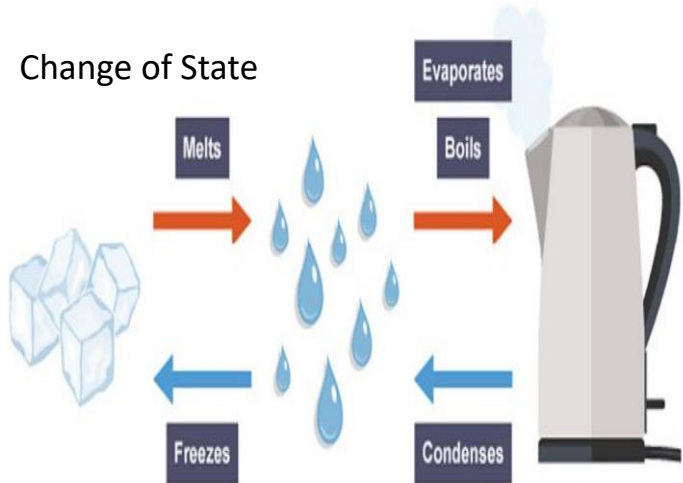 Change of State
Evaporates
Melts
Boils
Freezes
Condenses